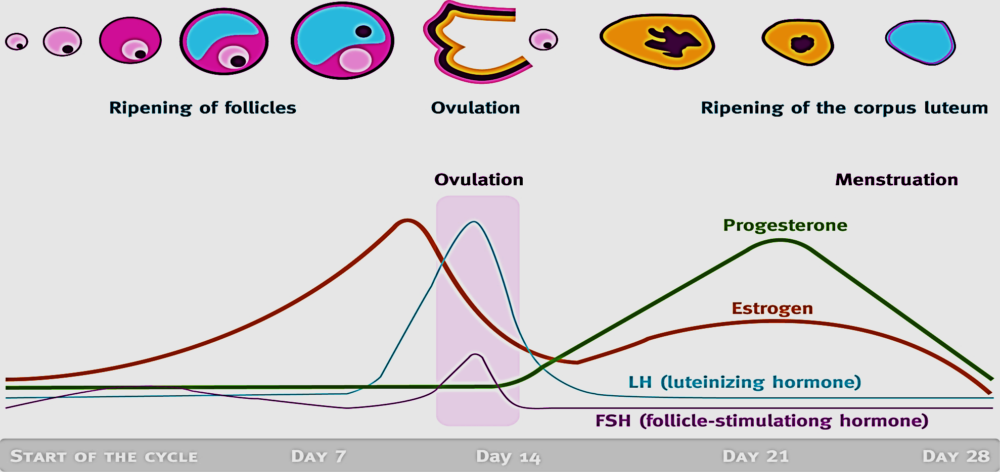 Ripening of follicles
Ovulation
Ripening of the corpus luteum
Ovulation
Menstruation
Progesterone
Estrogen
LH (luteinizing hormone)
FSH (follicle-stimulationg hormone)
START OF THE CYCLE
DAY 7
Day 14
DAY 21
DAY 28